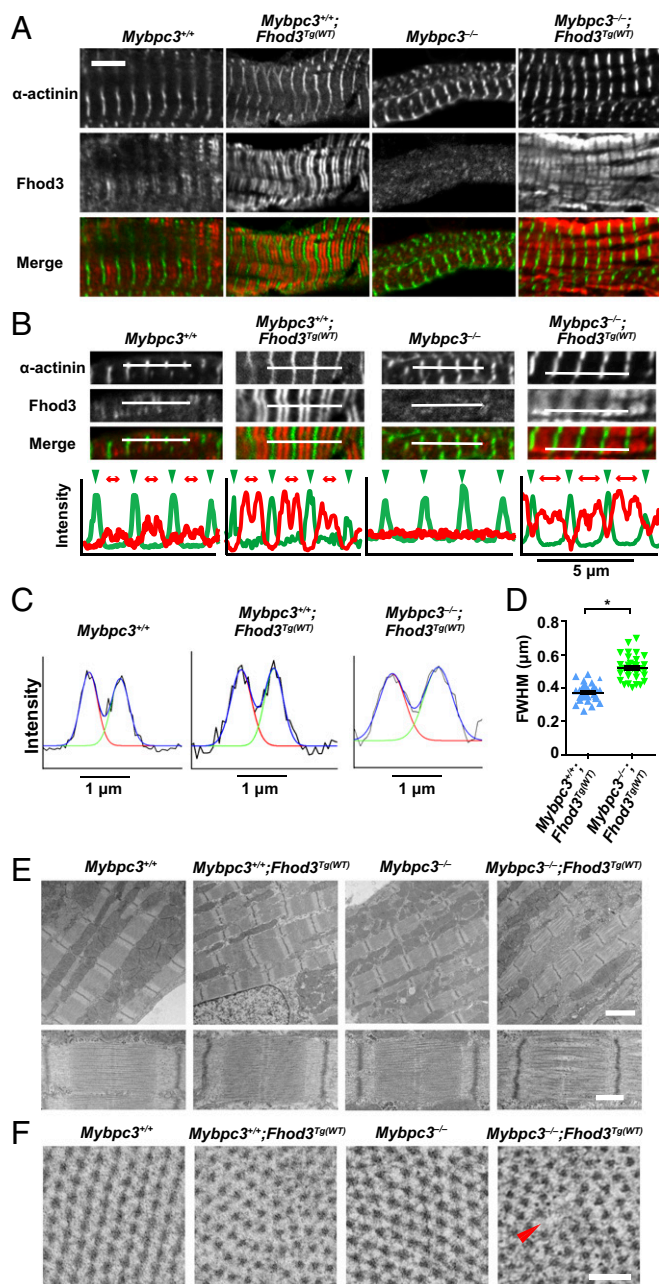 A
Mybpc3+/+
Mybpc3+/+;
Fhod3Tg(WT)
Mybpc3–/–
Mybpc3–/–;
Fhod3Tg(WT)
α-actinin
Fhod3
Merge
B
Mybpc3+/+
Mybpc3+/+;
Fhod3Tg(WT)
Mybpc3–/–
Mybpc3–/–;
Fhod3Tg(WT)
α-actinin
Fhod3
Merge
Intensity
5 µm
C
Mybpc3+/+
Mybpc3+/+;
Fhod3Tg(WT)
Mybpc3–/–;
Fhod3Tg(WT)
Intensity
1 µm
1 µm
1 µm
D
*
FWHM (µm)
0.8
0.6
0.4
0.2
0
Mybpc3+/+;
Fhod3Tg(WT)
Mybpc3–/–;
Fhod3Tg(WT)
E
Mybpc3+/+
Mybpc3+/+;Fhod3Tg(WT)
Mybpc3–/–
Mybpc3–/–;Fhod3Tg(WT)
F
Mybpc3+/+
Mybpc3+/+;Fhod3Tg(WT)
Mybpc3–/–
Mybpc3–/–;Fhod3Tg(WT)